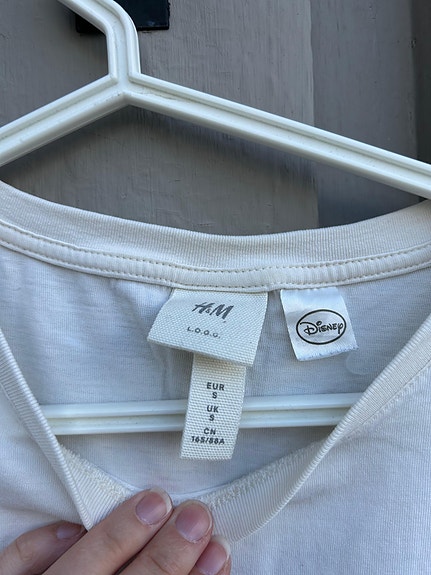 H&M
L.O.G.G.
Disney
EUR
S
UK
S
CN
165/88A